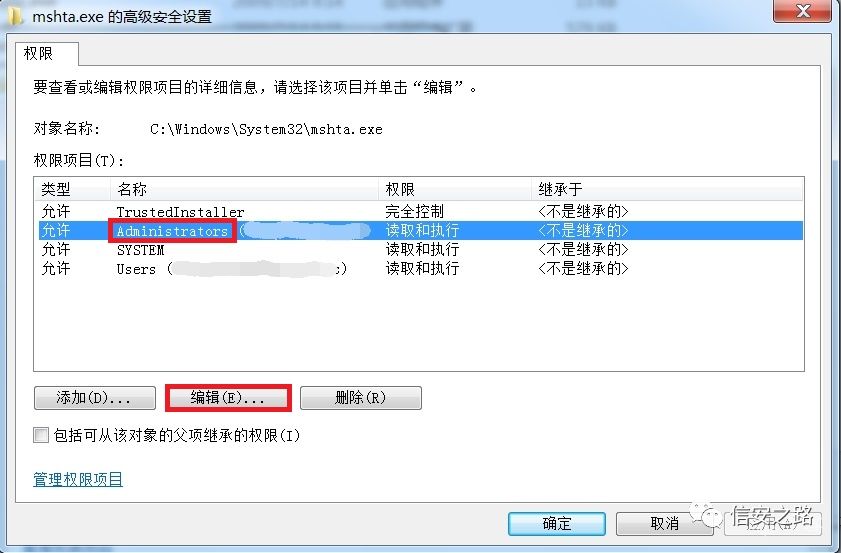 mshta.exe 的高级安全设置
权限
要查看或编辑权限项目的详细信息，请选择该项目并单击“编辑”。
对象名称: C:\Windows\System32\mshta.exe
权限项目(T):
类型 名称 权限 继承于
允许 TrustedInstaller 完全控制 <不是继承的>
允许 Administrators ( 读取和执行 <不是继承的>
允许 SYSTEM 读取和执行 <不是继承的>
允许 Users ( ) 读取和执行 <不是继承的>
添加(D)... 编辑(E)... 删除(R)
包括可从该对象的父项继承的权限(I)
管理权限项目
确定 取消
信安之路